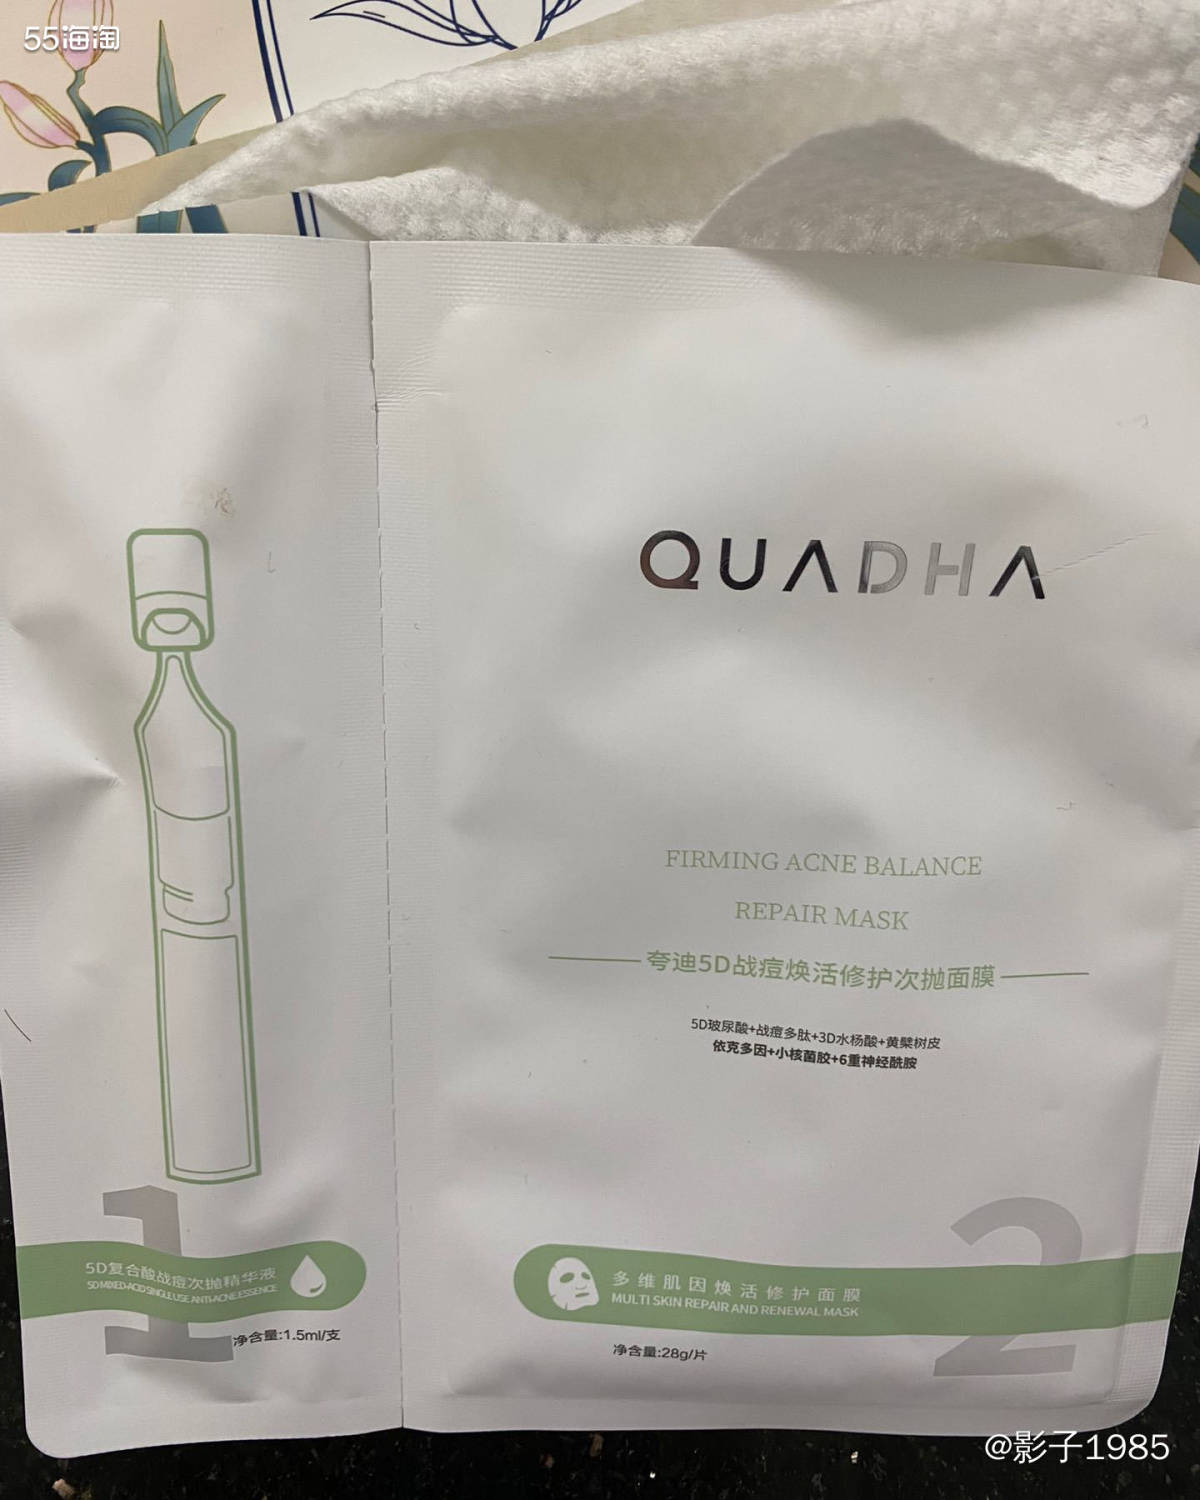 55海淘
QUADHA
FIRMING ACNE BALANCE
REPAIR MASK
夸迪5D战痘焕活修护次抛面膜
5D玻尿酸+战痘多肽+3D水杨酸+黄檗树皮
依克多因+小核菌胶+6重神经酰胺
1
5D复合酸战痘次抛精华液
5D MIXED-ACID SINGLE USE ANTI-ACNE ESSENCE
净含量:1.5ml/支
2
多维肌因焕活修护面膜
MULTI SKIN REPAIR AND RENEWAL MASK
净含量:28g/片
@影子1985